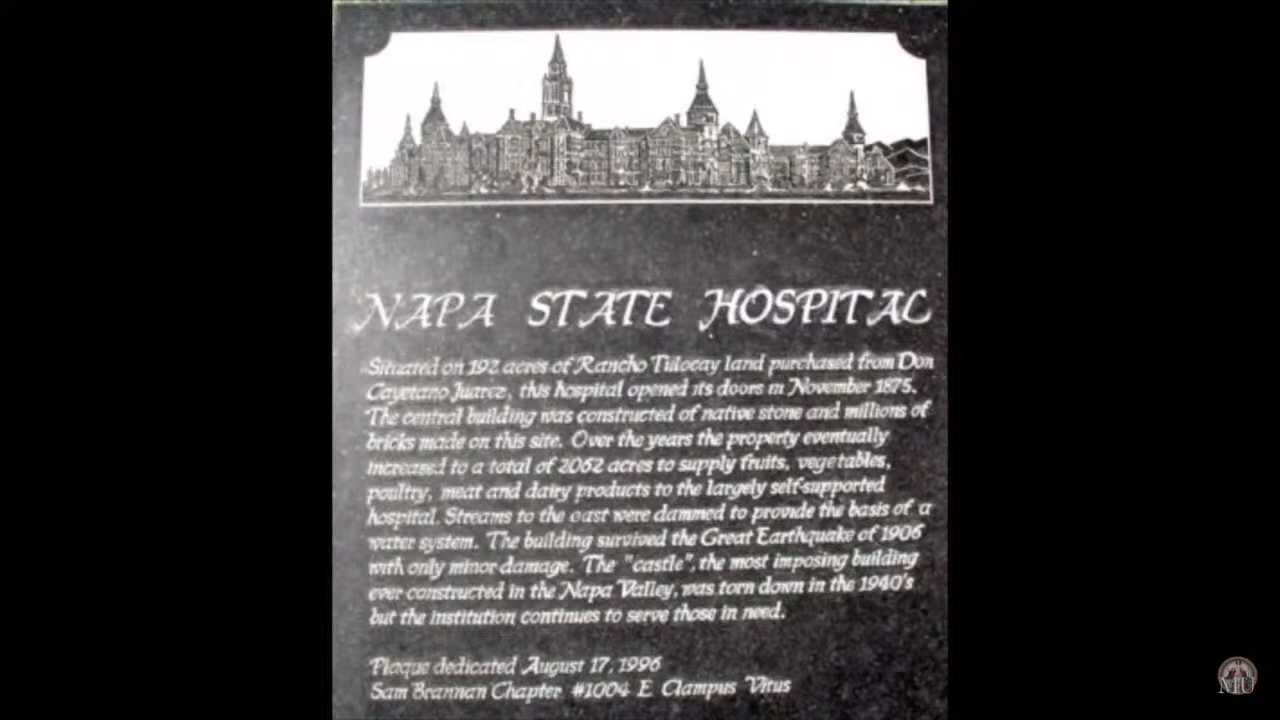 NAPA STATE HOSPITAL
Situated on 192 acres of Rancho Tulocay land purchased from Don
Cayetano Juarez, this hospital opened its doors in November 1875.
The central building was constructed of native stone and millions of
bricks made on this site. Over the years the property eventually
increased to a total of 2062 acres to supply fruits, vegetables,
poultry, meat and dairy products to the largely self-supported
hospital. Streams to the east were dammed to provide the basis of a
water system. The building survived the Great Earthquake of 1906
with only minor damage. The "castle", the most imposing building
ever constructed in the Napa Valley, was torn down in the 1940's
but the institution continues to serve those in need.
Plaque dedicated August 17, 1996
Sam Brannan Chapter #1004 E Clampus Vitus
MU